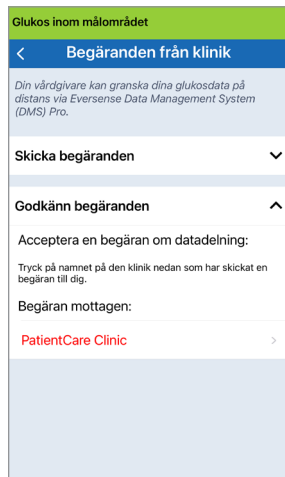 Glukos inom målområdet
Begäranden från klinik
Din vårdgivare kan granska dina glukosdata på
distans via Eversense Data Management System
(DMS) Pro.
Skicka begäranden
Godkänn begäranden
Acceptera en begäran om datadelning:
Tryck på namnet på den klinik nedan som har skickat en
begäran till dig.
Begäran mottagen:
PatientCare Clinic